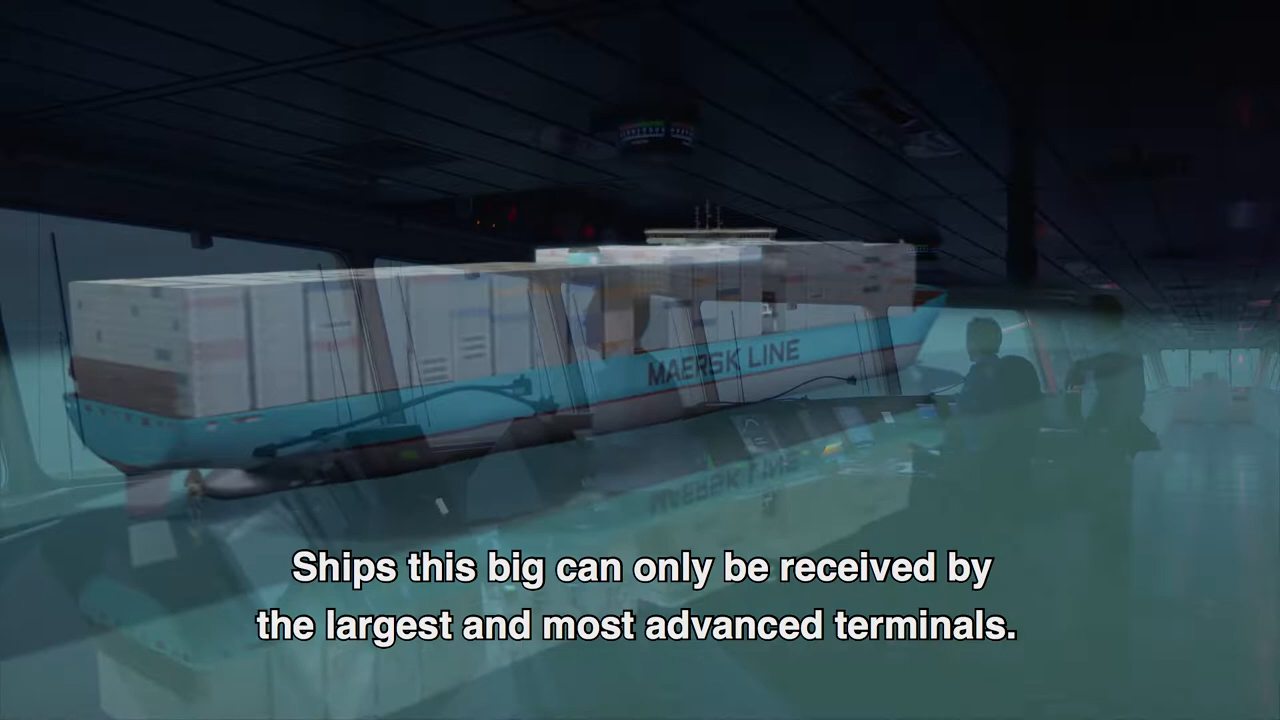 MAERSK LINE
Ships this big can only be received by
the largest and most advanced terminals.